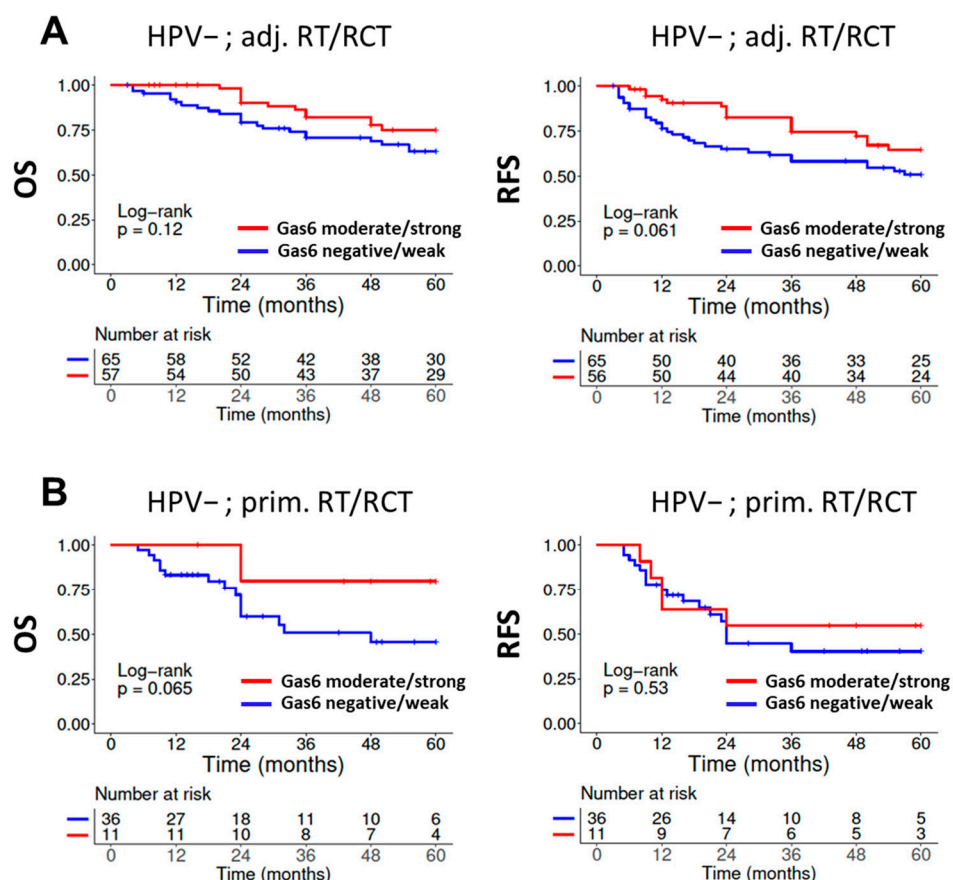 A
HPV− ; adj. RT/RCT
OS
1.00
0.75
0.50
0.25
0.00
Log−rank
p = 0.12
Gas6 moderate/strong
Gas6 negative/weak
0 12 24 36 48 60
Time (months)
Number at risk
65 58 52 42 38 30
57 54 50 43 37 29
0 12 24 36 48 60
Time (months)
HPV− ; adj. RT/RCT
RFS
1.00
0.75
0.50
0.25
0.00
Log−rank
p = 0.061
Gas6 moderate/strong
Gas6 negative/weak
0 12 24 36 48 60
Time (months)
Number at risk
65 50 40 36 33 25
56 50 44 40 34 24
0 12 24 36 48 60
Time (months)
B
HPV− ; prim. RT/RCT
OS
1.00
0.75
0.50
0.25
0.00
Log−rank
p = 0.065
Gas6 moderate/strong
Gas6 negative/weak
0 12 24 36 48 60
Time (months)
Number at risk
36 27 18 11 10 6
11 11 10 8 7 4
0 12 24 36 48 60
Time (months)
HPV− ; prim. RT/RCT
RFS
1.00
0.75
0.50
0.25
0.00
Log−rank
p = 0.53
Gas6 moderate/strong
Gas6 negative/weak
0 12 24 36 48 60
Time (months)
Number at risk
36 26 14 10 8 5
11 9 7 6 5 3
0 12 24 36 48 60
Time (months)